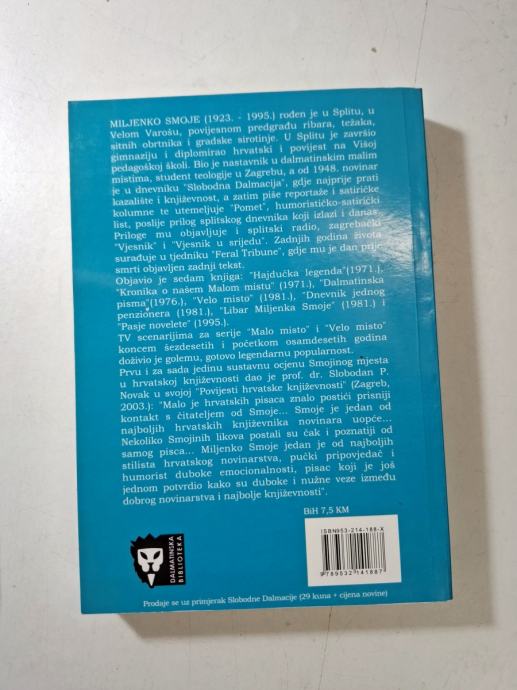 MILJENKO SMOJE (1923. - 1995.) rođen je u Splitu, u
Velom Varošu, povijesnom predgrađu ribara, težaka,
sitnih obrtnika i gradske sirotinje. U Splitu je završio
gimnaziju i diplomirao hrvatski i povijest na Višoj
pedagoškoj školi. Bio je nastavnik u dalmatinskim malim
mistima, student teologije u Zagrebu, a od 1948. novinar
je u dnevniku "Slobodna Dalmacija", gdje najprije prati
kazalište i književnost, a zatim piše reportaže i satiričke
kolumne te utemeljuje "Pomet", humorističko-satirički
list, poslije prilog splitskog dnevnika koji izlazi i danas.
Priloge mu objavljuje i splitski radio, zagrebački
"Vjesnik" i "Vjesnik u srijedu". Zadnjih godina života
surađuje u tjedniku "Feral Tribune", gdje mu je dan prije
smrti objavljen zadnji tekst.
Objavio je sedam knjiga: "Hajdučka legenda"(1971.),
"Kronika o našem Malom mistu" (1971.), "Dalmatinska
pisma"(1976.), "Velo misto" (1981.), "Dnevnik jednog
penzionera (1981.), "Libar Miljenka Smoje" (1981.) i
"Pasje novelete" (1995.).
TV scenarijima za serije "Malo misto" i "Velo misto"
koncem šezdesetih i početkom osamdesetih godina
doživio je golemu, gotovo legendarnu popularnost.
Prvu i za sada jedinu sustavnu ocjenu Smojinog mjesta
u hrvatskoj književnosti dao je prof. dr. Slobodan P.
Novak u svojoj "Povijesti hrvatske književnosti" (Zagreb,
2003.): "Malo je hrvatskih pisaca znalo postići prisniji
kontakt s čitateljem od Smoje... Smoje je jedan od
najboljih hrvatskih književnika novinara uopće...
Nekoliko Smojinih likova postali su čak i poznatiji od
samog pisca... Miljenko Smoje jedan je od najboljih
stilista hrvatskog novinarstva, pučki pripovjedač i
humorist duboke emocionalnosti, pisac koji je još
jednom potvrdio kako su duboke i nužne veze između
dobrog novinarstva i najbolje književnosti".
BiH 7,5 KM
ISBN953-214-188-X
9789532141887
DALMATINSKA
BIBLIOTEKA
Prodaje se uz primjerak Slobodne Dalmacije (29 kuna + cijena novine)